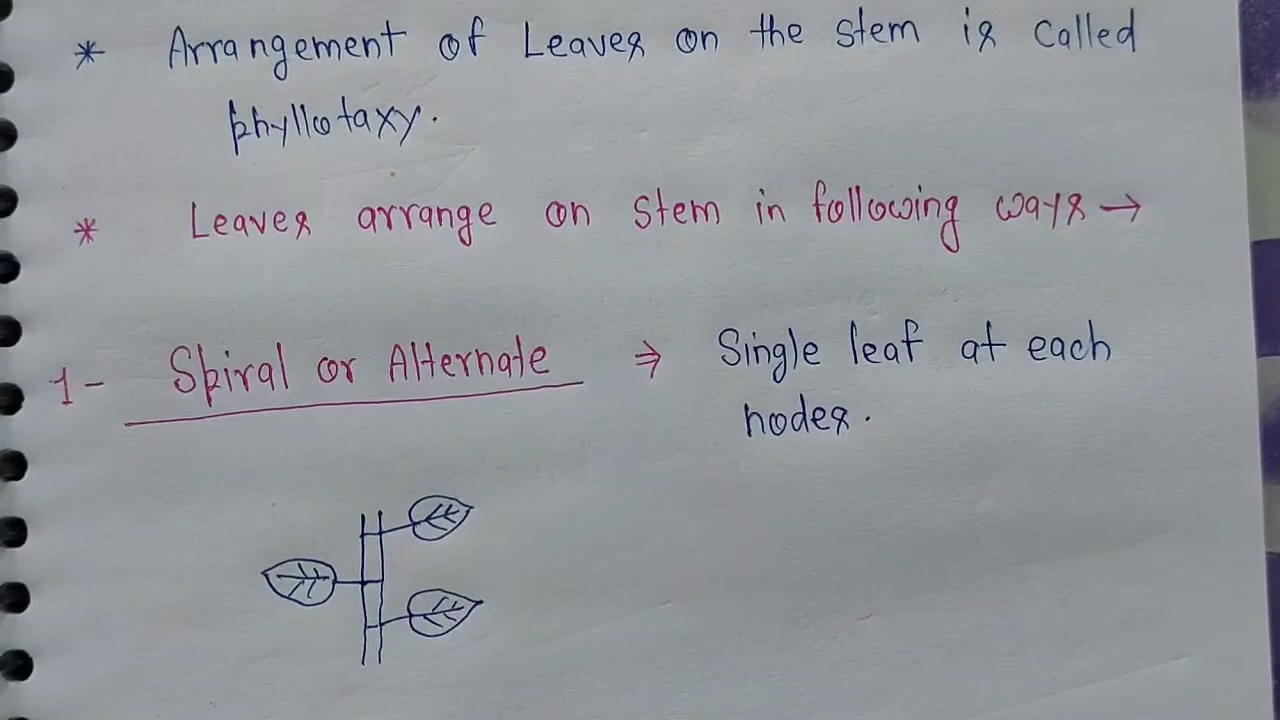 * Arrangement of Leaves on the stem is called
phyllotaxy.
* Leaves arrange on stem in following ways →
1- Spiral or Alternate ⇒ Single leaf at each
nodes.